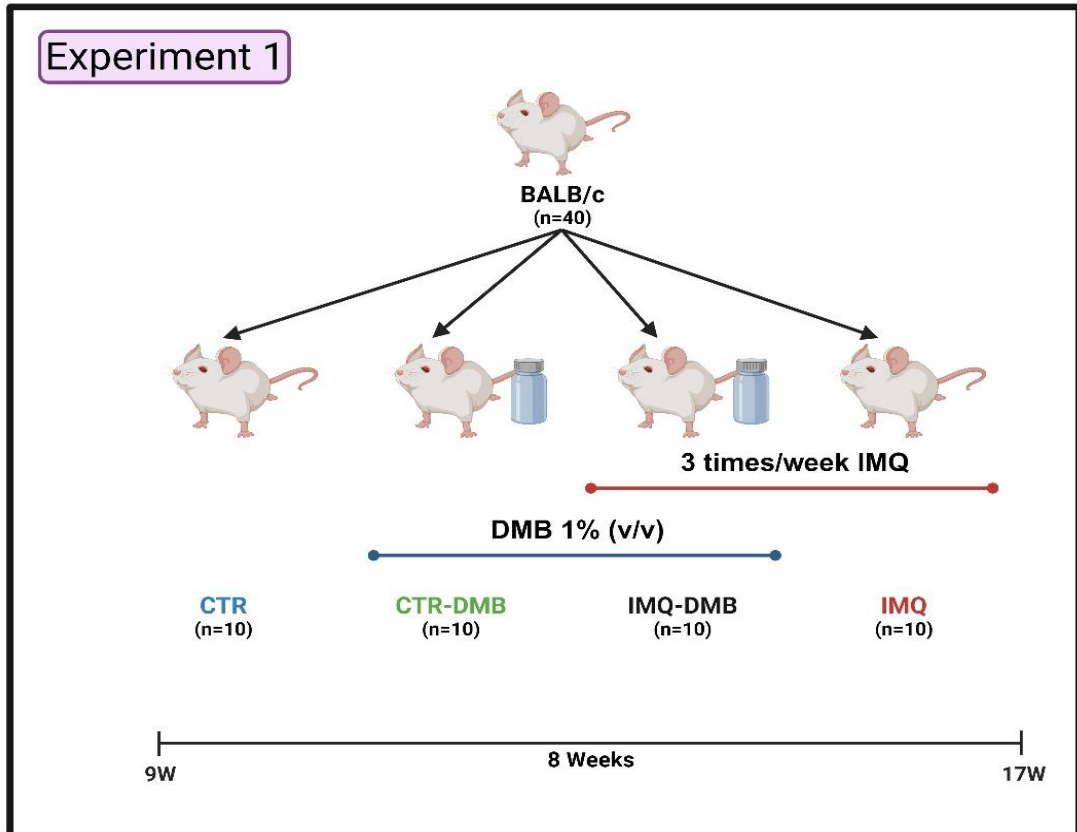 Experiment 1
BALB/c
(n=40)
3 times/week IMQ
DMB 1% (v/v)
CTR
(n=10)
CTR-DMB
(n=10)
IMQ-DMB
(n=10)
IMQ
(n=10)
8 Weeks
9W
17W